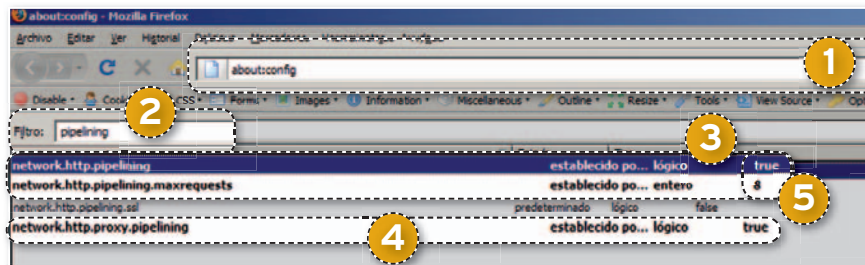 about:config - Mozilla Firefox
Archivo Editar Ver Historial
about:config
1
Disable CSS Forms Images Information Miscellaneous Outline Resize Tools View Source
2
Filtro: pipelining
3
network.http.pipelining establecido po... lógico true
network.http.pipelining.maxrequests establecido po... entero 8
5
network.http.pipelining.ssl predeterminado lógico false
network.http.proxy.pipelining establecido po... lógico true
4